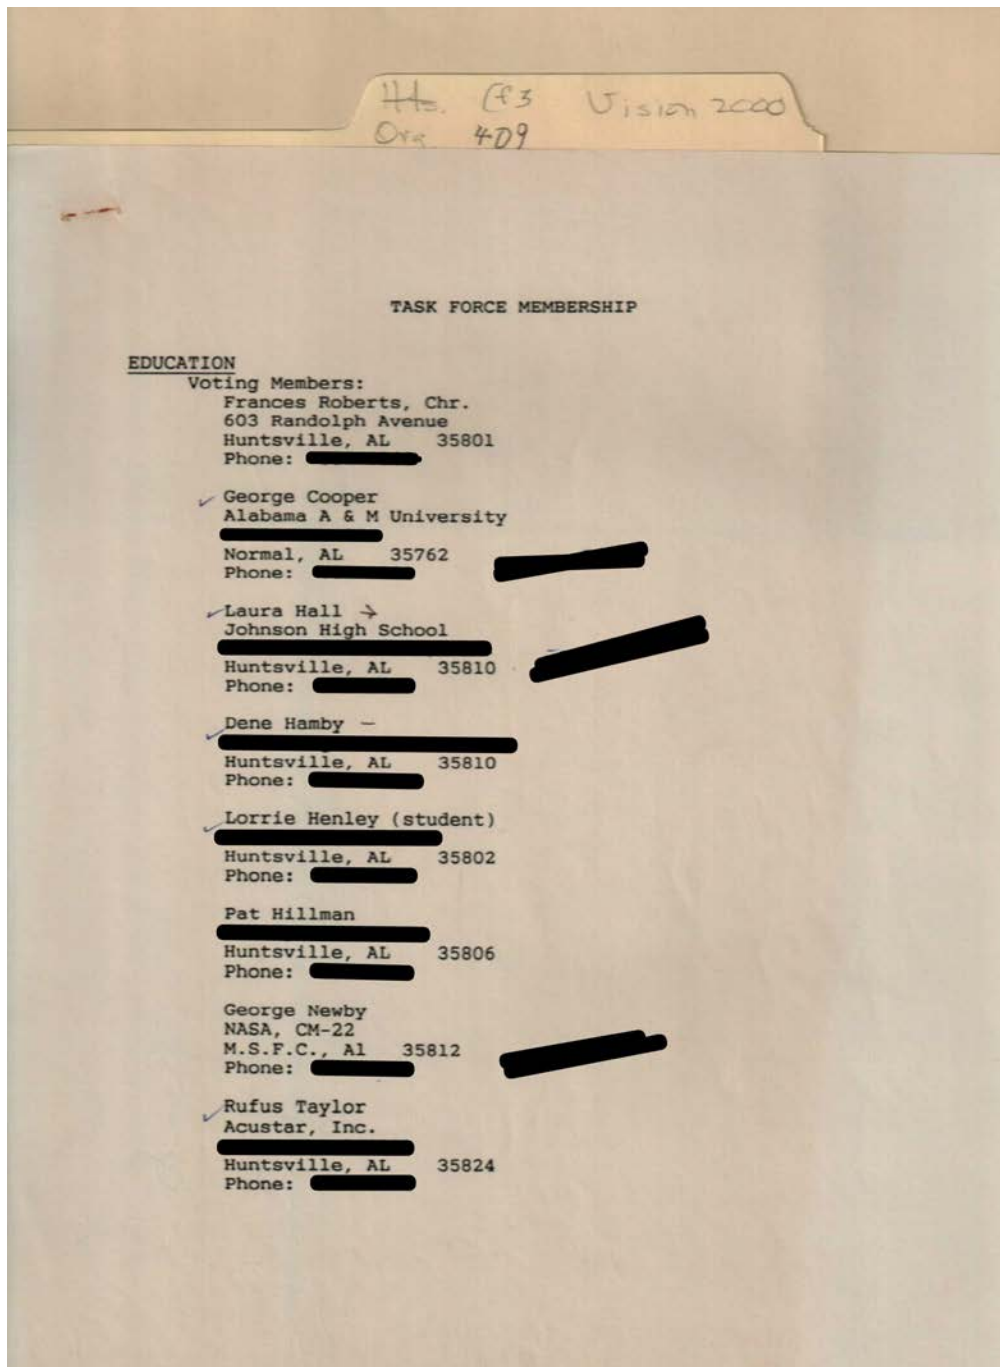 Hts. Cf3 Vision 2000
Org 409
TASK FORCE MEMBERSHIP
EDUCATION
Voting Members:
Frances Roberts, Chr.
603 Randolph Avenue
Huntsville, AL 35801
Phone:
George Cooper
Alabama A & M University
Normal, AL 35762
Phone:
Laura Hall →
Johnson High School
Huntsville, AL 35810
Phone:
Dene Hamby —
Huntsville, AL 35810
Phone:
Lorrie Henley (student)
Huntsville, AL 35802
Phone:
Pat Hillman
Huntsville, AL 35806
Phone:
George Newby
NASA, CM-22
M.S.F.C., Al 35812
Phone:
Rufus Taylor
Acustar, Inc.
Huntsville, AL 35824
Phone: